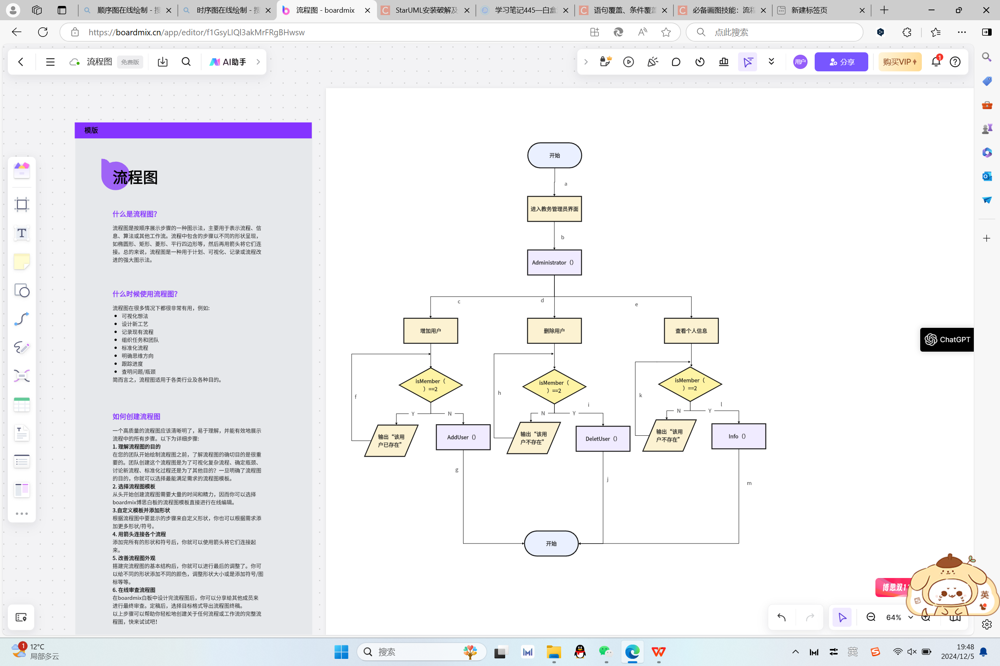 顺序图在线绘制 - 搜
时序图在线绘制 - 搜
流程图 - boardmix
StarUML安装破解及
学习笔记445—白盒
语句覆盖、条件覆盖
必备画图技能：流程
新建标签页
https://boardmix.cn/app/editor/f1GsyLIQl3akMrFRgBHwsw
点此搜索
流程图
免费版
AI助手
用户
分享
购买VIP
1
模版
流程图
什么是流程图？
流程图是按顺序展示步骤的一种图示法，主要用于表示流程、信
息、算法或其他工作流。流程中包含的步骤以不同的形状呈现，
如椭圆形、矩形、菱形、平行四边形等，然后再用箭头将它们连
接。总的来说，流程图是一种用于计划、可视化、记录或流程改
进的强大图示法。
什么时候使用流程图？
流程图在很多情况下都很非常有用，例如:
• 可视化想法
• 设计新工艺
• 记录现有流程
• 组织任务和团队
• 标准化流程
• 明确思维方向
• 跟踪进度
• 查明问题/瓶颈
简而言之，流程图适用于各类行业及各种目的。
如何创建流程图
一个高质量的流程图应该清晰明了，易于理解，并能有效地展示
流程中的所有步骤。以下为详细步骤:
1. 理解流程图的目的
在您的团队开始绘制流程图之前，了解流程图的确切目的是很重
要的。团队创建这个流程图是为了可视化复杂流程、确定瓶颈、
讨论新流程、标准化过程还是为了其他目的？一旦明确了流程图
的目的，你就可以选择最能满足需求的流程图模板。
2. 选择流程图模板
从头开始创建流程图需要大量的时间和精力，因而你可以选择
boardmix博思白板的流程图模板直接进行在线编辑。
3.自定义模板并添加形状
根据流程图中要显示的步骤来自定义形状，你也可以根据需求添
加更多形状/符号。
4. 用箭头连接各个流程
添加完所有的形状和符号后，你就可以使用箭头将它们连接起
来。
5. 改善流程图外观
搭建完流程图的基本结构后，你就可以进行最后的调整了。你可
以给不同的形状添加不同的颜色，调整形状大小或是添加符号/图
标等等。
6. 在线审查流程图
在boardmix白板中设计完流程图后，你可以分享给其他成员来
进行最终审查。定稿后，选择目标格式导出流程图终稿。
以上步骤可以帮助你轻松地创建关于任何流程或工作流的完整流
程图，快来试试吧！
开始
a
进入教务管理员界面
b
Administrator（）
c
d
e
增加用户
删除用户
查看个人信息
isMember（
）==2
isMember（
）==2
isMember（
）==2
f
h
k
i
l
Y
N
N
Y
N
Y
输出“该用
户已存在”
AddUser（）
输出“该用
户不存在”
DeletUser（）
输出“该用
户不存在”
Info（）
g
j
m
开始
ChatGPT
博思双1
英
64%
1
12°C
局部多云
搜索
英
19:48
2024/12/5